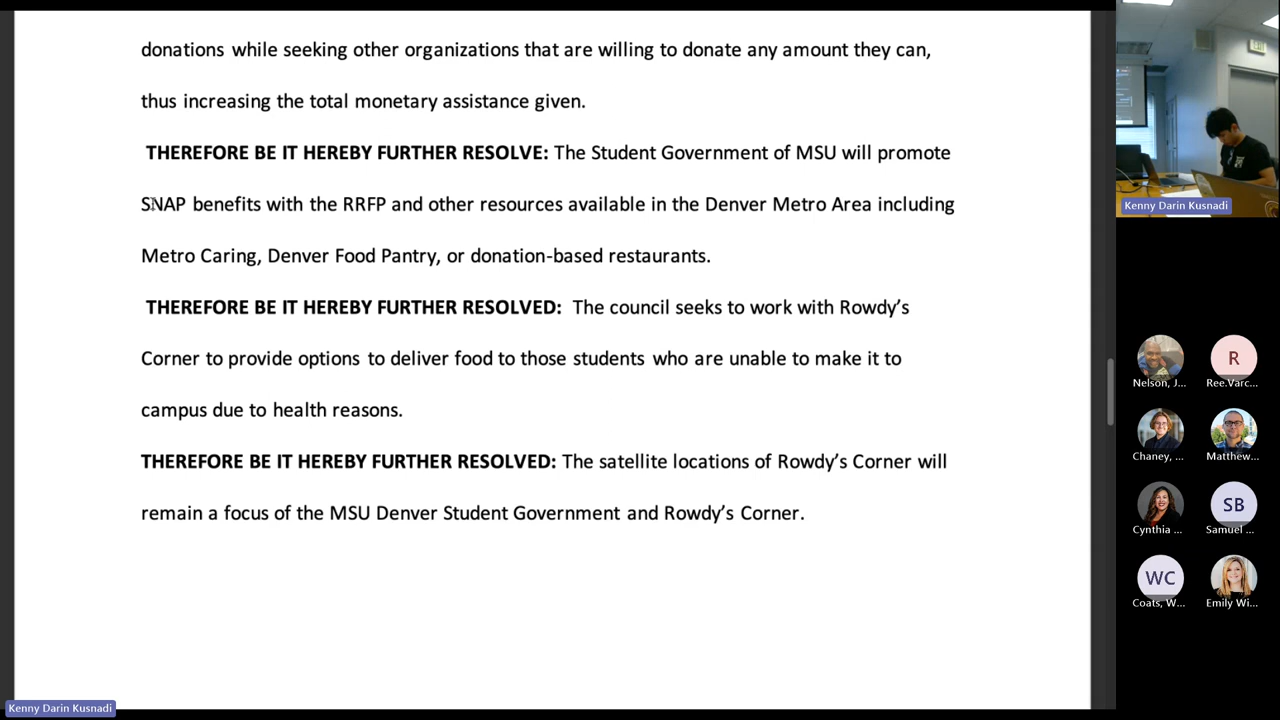 donations while seeking other organizations that are willing to donate any amount they can,
thus increasing the total monetary assistance given.
THEREFORE BE IT HEREBY FURTHER RESOLVE: The Student Government of MSU will promote
SNAP benefits with the RRFP and other resources available in the Denver Metro Area including
Metro Caring, Denver Food Pantry, or donation-based restaurants.
THEREFORE BE IT HEREBY FURTHER RESOLVED: The council seeks to work with Rowdy’s
Corner to provide options to deliver food to those students who are unable to make it to
campus due to health reasons.
THEREFORE BE IT HEREBY FURTHER RESOLVED: The satellite locations of Rowdy’s Corner will
remain a focus of the MSU Denver Student Government and Rowdy’s Corner.
Kenny Darin Kusnadi
Kenny Darin Kusnadi
R
Nelson, J...
Ree.Varc...
Chaney, ...
Matthew...
SB
Cynthia ...
Samuel ...
WC
Coats, W...
Emily Wi...